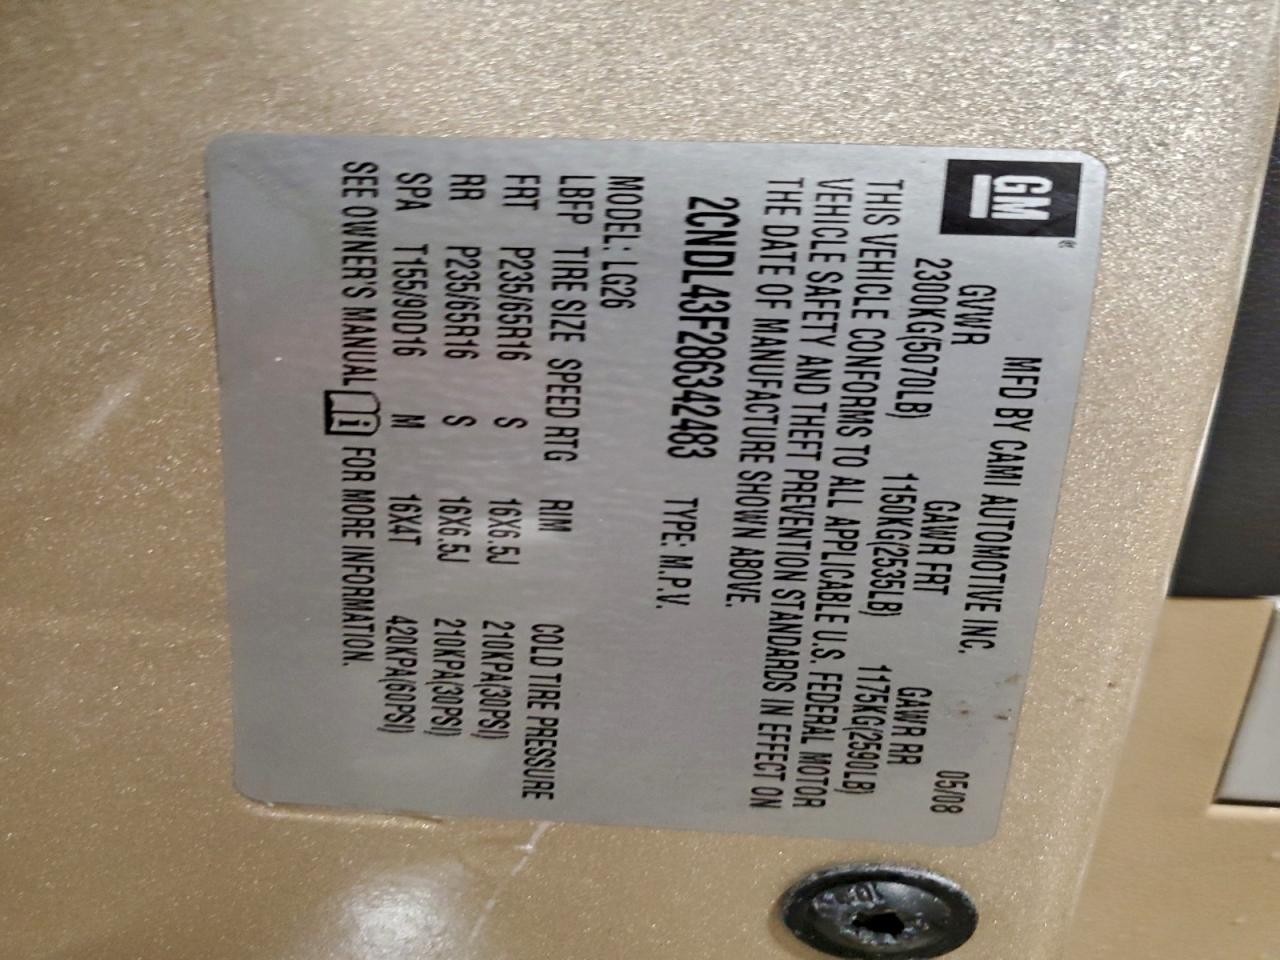 GM®
MFD BY CAMI AUTOMOTIVE INC. 05/08
GVWR GAWR FRT GAWR RR
2300KG(5070LB) 1150KG(2535LB) 1175KG(2590LB)
THIS VEHICLE CONFORMS TO ALL APPLICABLE U.S. FEDERAL MOTOR
VEHICLE SAFETY AND THEFT PREVENTION STANDARDS IN EFFECT ON
THE DATE OF MANUFACTURE SHOWN ABOVE.
2CNDL43F286342483 TYPE: M.P.V.
MODEL: LG26
LBFP TIRE SIZE SPEED RTG RIM COLD TIRE PRESSURE
FRT P235/65R16 S 16X6.5J 210KPA(30PSI)
RR P235/65R16 S 16X6.5J 210KPA(30PSI)
SPA T155/90D16 M 16X4T 420KPA(60PSI)
SEE OWNER'S MANUAL i FOR MORE INFORMATION.